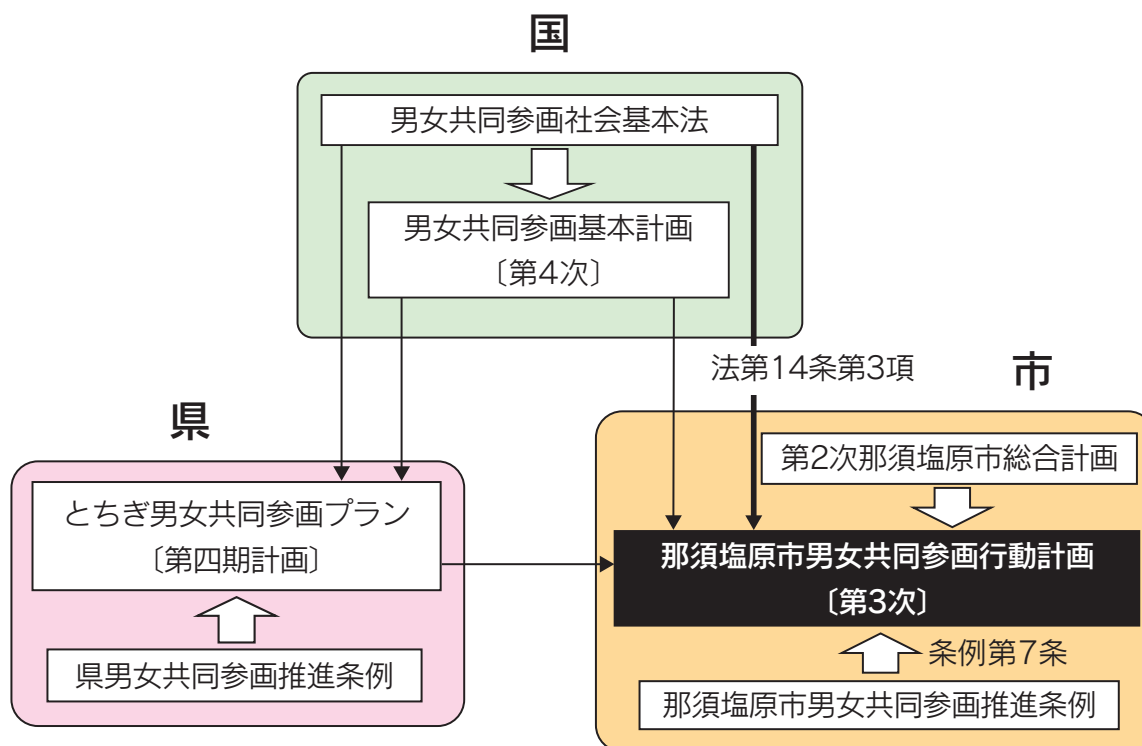 国
男女共同参画社会基本法
男女共同参画基本計画
〔第4次〕
法第14条第3項
県
とちぎ男女共同参画プラン
〔第四期計画〕
県男女共同参画推進条例
市
第2次那須塩原市総合計画
那須塩原市男女共同参画行動計画
〔第3次〕
条例第7条
那須塩原市男女共同参画推進条例